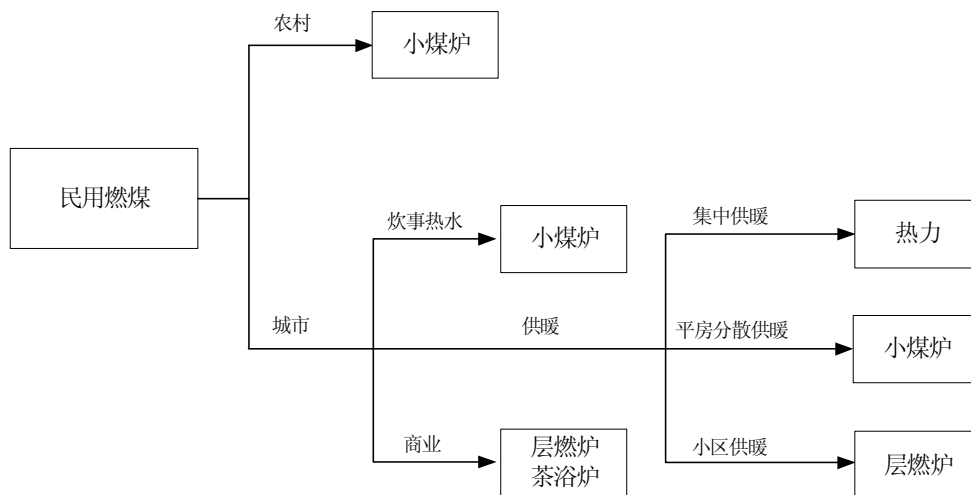 农村
小煤炉
民用燃煤
炊事热水
小煤炉
集中供暖
热力
城市
供暖
平房分散供暖
小煤炉
商业
层燃炉
茶浴炉
小区供暖
层燃炉